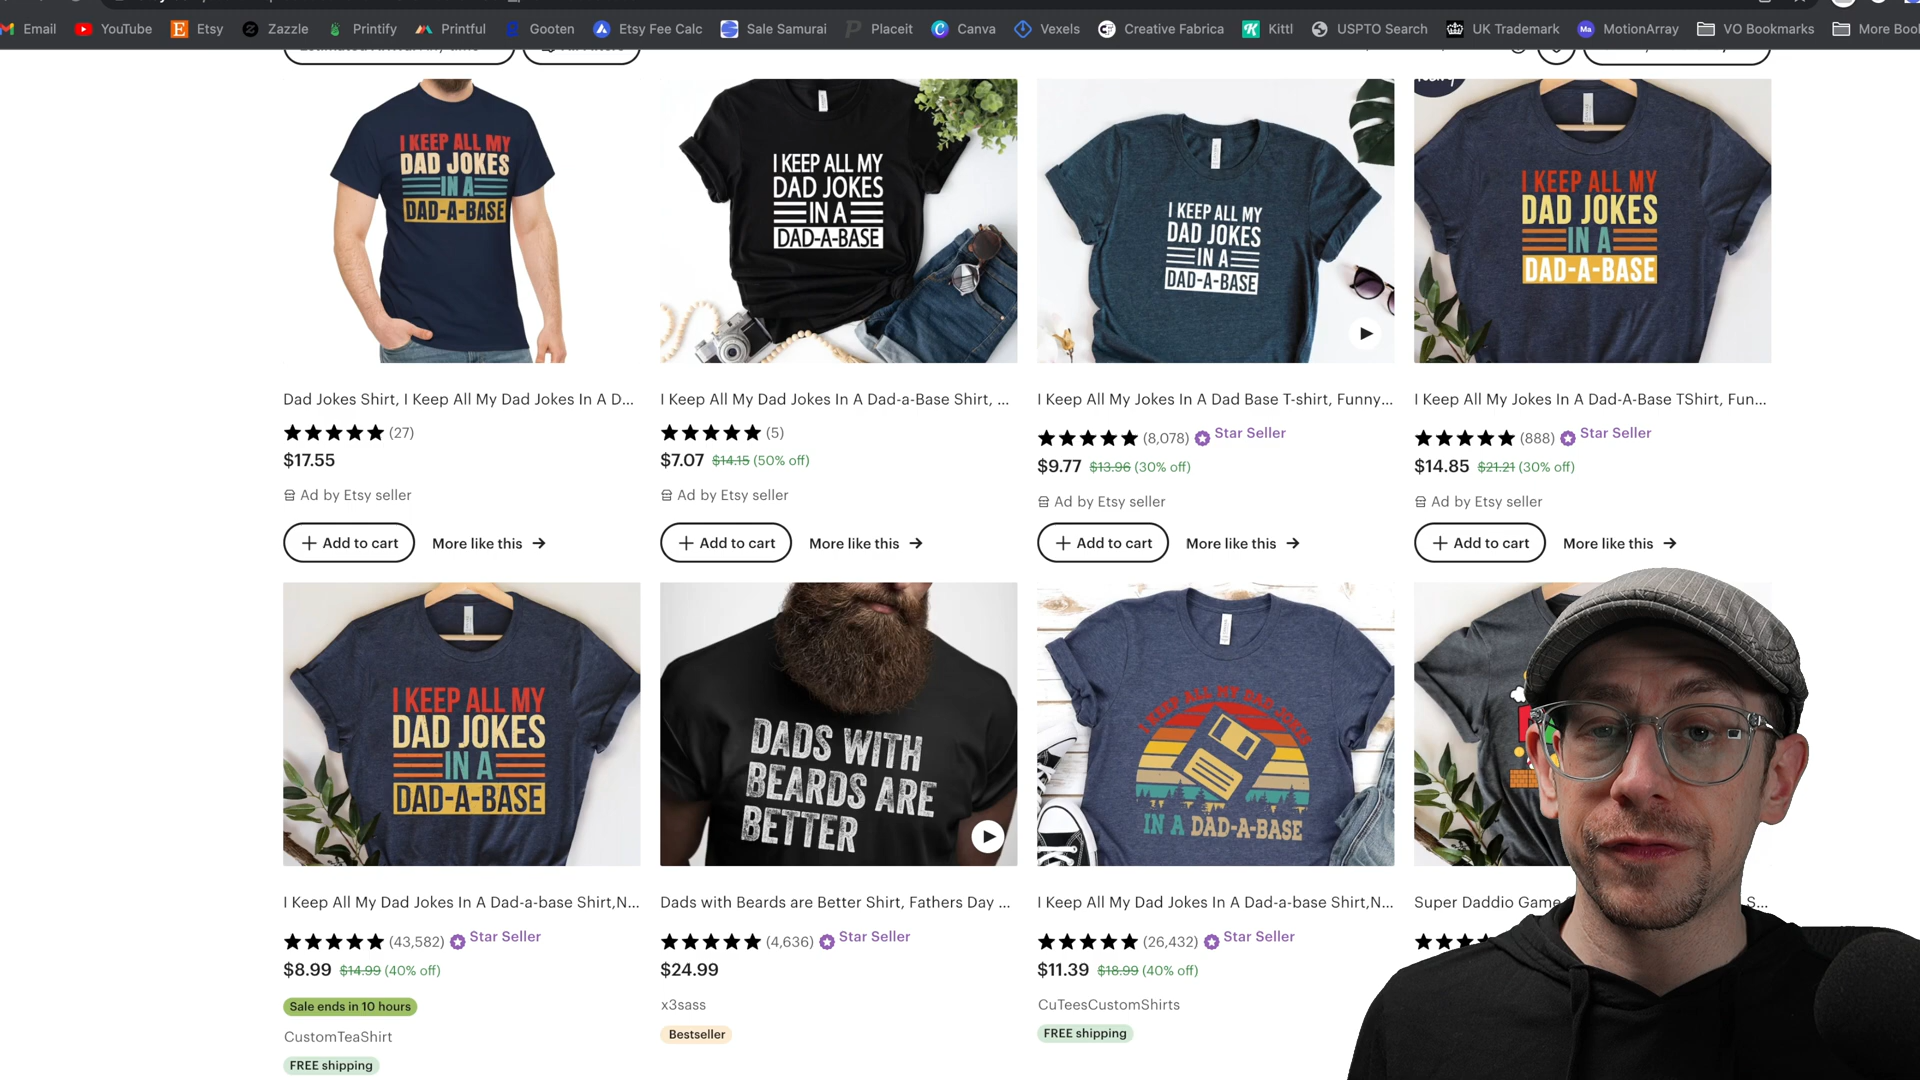 Email YouTube Etsy Zazzle Printify Printful Gooten Etsy Fee Calc Sale Samurai Placeit Canva Vexels Creative Fabrica Kittl USPTO Search UK Trademark MotionArray VO Bookmarks More Boo
I KEEP ALL MY
DAD JOKES
IN A
DAD-A-BASE
I KEEP ALL MY
DAD JOKES
IN A
DAD-A-BASE
I KEEP ALL MY
DAD JOKES
IN A
DAD-A-BASE
I KEEP ALL MY
DAD JOKES
IN A
DAD-A-BASE
Dad Jokes Shirt, I Keep All My Dad Jokes In A D...
(27)
$17.55
Ad by Etsy seller
+ Add to cart More like this →
I Keep All My Dad Jokes In A Dad-a-Base Shirt, ...
(5)
$7.07 $14.15 (50% off)
Ad by Etsy seller
+ Add to cart More like this →
I Keep All My Jokes In A Dad Base T-shirt, Funny...
(8,078) Star Seller
$9.77 $13.96 (30% off)
Ad by Etsy seller
+ Add to cart More like this →
I Keep All My Jokes In A Dad-A-Base TShirt, Fun...
(888) Star Seller
$14.85 $21.21 (30% off)
Ad by Etsy seller
+ Add to cart More like this →
I KEEP ALL MY
DAD JOKES
IN A
DAD-A-BASE
DADS WITH
BEARDS ARE
BETTER
I KEEP ALL MY DAD JOKES
IN A DAD-A-BASE
I Keep All My Dad Jokes In A Dad-a-base Shirt,N...
(43,582) Star Seller
$8.99 $14.99 (40% off)
Sale ends in 10 hours
CustomTeaShirt
FREE shipping
Dads with Beards are Better Shirt, Fathers Day ...
(4,636) Star Seller
$24.99
x3sass
Bestseller
I Keep All My Dad Jokes In A Dad-a-base Shirt,N...
(26,432) Star Seller
$11.39 $18.99 (40% off)
CuTeesCustomShirts
FREE shipping
Super Daddio Game S...